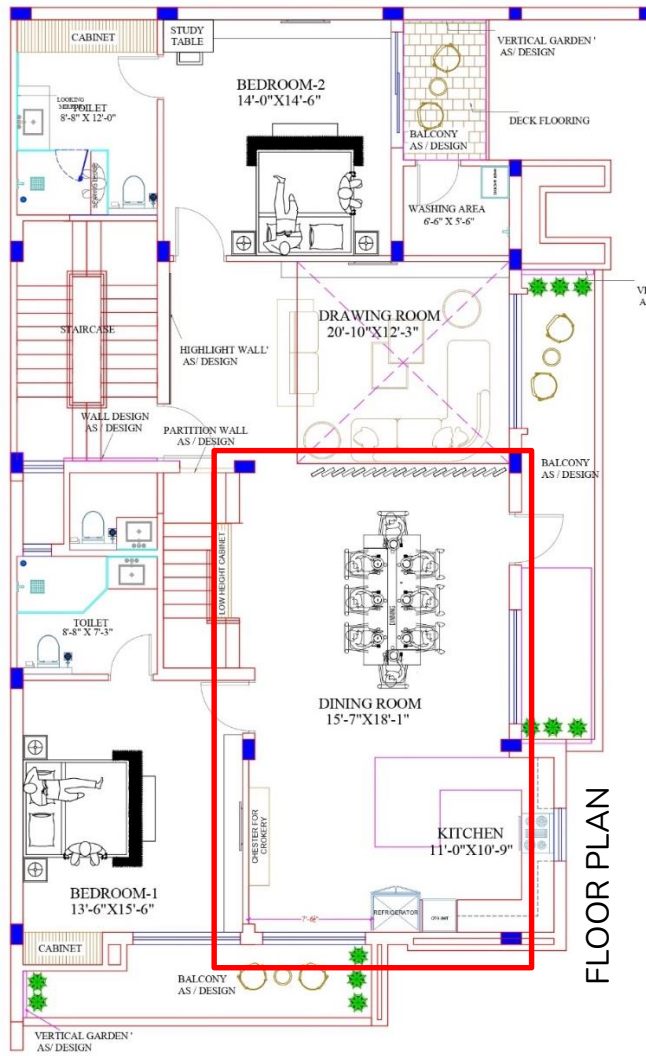 CABINET
STUDY
TABLE
VERTICAL GARDEN '
AS/ DESIGN
BEDROOM-2
14'-0"X14'-6"
LOOKING
TOILET
8'-8" X 12'-0"
DECK FLOORING
BALCONY
AS / DESIGN
WASHING AREA
6'-6" X 5'-6"
DRAWING ROOM
20'-10"X12'-3"
STAIRCASE
HIGHLIGHT WALL'
AS/ DESIGN
WALL DESIGN
AS / DESIGN
PARTITION WALL
AS / DESIGN
BALCONY
AS / DESIGN
LOW HEIGHT CABINET
DINING
TOILET
8'-8" X 7'-3"
DINING ROOM
15'-7"X18'-1"
CHESTER FOR
CROKERY
KITCHEN
11'-0"X10'-9"
BEDROOM-1
13'-6"X15'-6"
REFRIGERATOR
FLOOR PLAN
CABINET
BALCONY
AS / DESIGN
VERTICAL GARDEN '
AS/ DESIGN